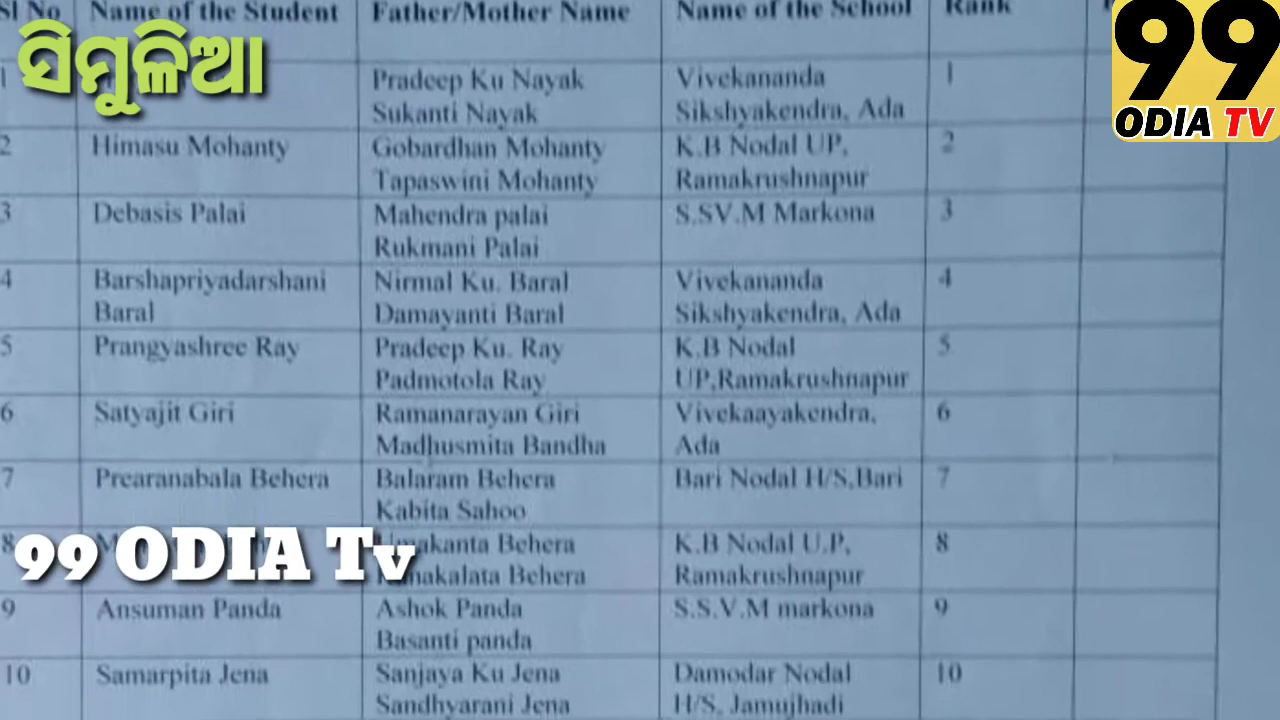 Sl No Name of the Student Father/Mother Name Name of the School Rank
ସିମୁଳିଆ
99
ODIA TV
1 Pradeep Ku Nayak Vivekananda 1
Sukanti Nayak Sikshyakendra, Ada
2 Himasu Mohanty Gobardhan Mohanty K.B Nodal UP, 2
Tapaswini Mohanty Ramakrushnapur
3 Debasis Palai Mahendra palai S.SV.M Markona 3
Rukmani Palai
4 Barshapriyadarshani Nirmal Ku. Baral Vivekananda 4
Baral Damayanti Baral Sikshyakendra, Ada
5 Prangyashree Ray Pradeep Ku. Ray K.B Nodal 5
Padmotola Ray UP,Ramakrushnapur
6 Satyajit Giri Ramanarayan Giri Vivekaayakendra, 6
Madhusmita Bandha Ada
7 Prearanabala Behera Balaram Behera Bari Nodal H/S,Bari 7
Kabita Sahoo
8 Behera K.B Nodal U.P, 8
99 ODIA Tv
Behera Ramakrushnapur
9 Ansuman Panda Ashok Panda S.S.V.M markona 9
Basanti panda
10 Samarpita Jena Sanjaya Ku Jena Damodar Nodal 10
Sandhyarani Jena H/S, Jamujhadi